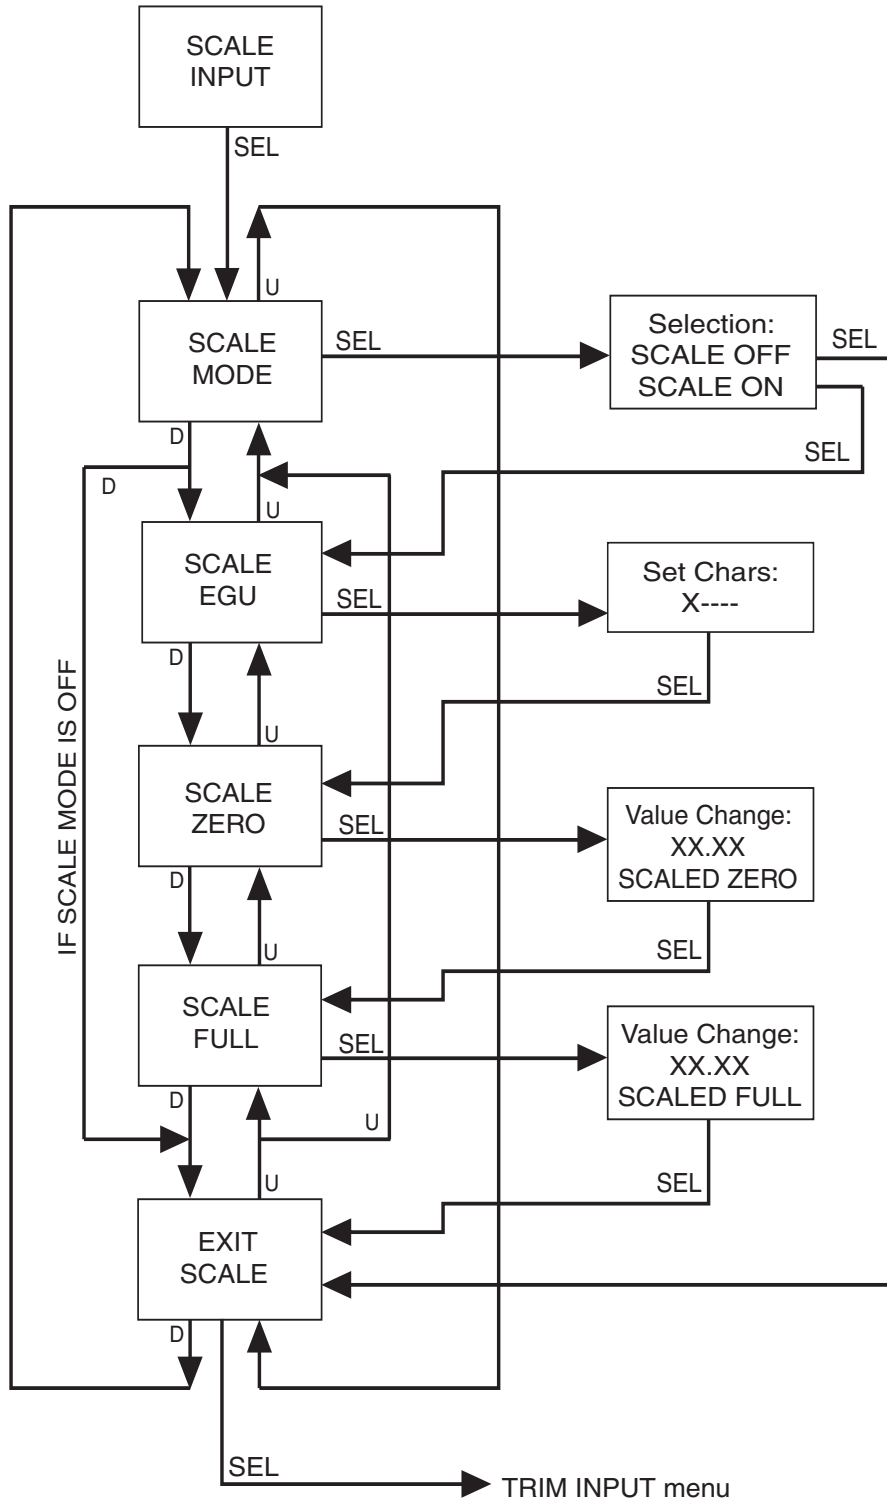 SCALE
INPUT
SEL
U
SCALE
MODE
SEL
Selection:
SCALE OFF
SCALE ON
SEL
SEL
D
D
U
SCALE
EGU
SEL
Set Chars:
X----
SEL
D
U
IF SCALE MODE IS OFF
SCALE
ZERO
SEL
Value Change:
XX.XX
SCALED ZERO
SEL
D
U
SCALE
FULL
SEL
Value Change:
XX.XX
SCALED FULL
SEL
D
U
U
EXIT
SCALE
D
SEL
TRIM INPUT menu